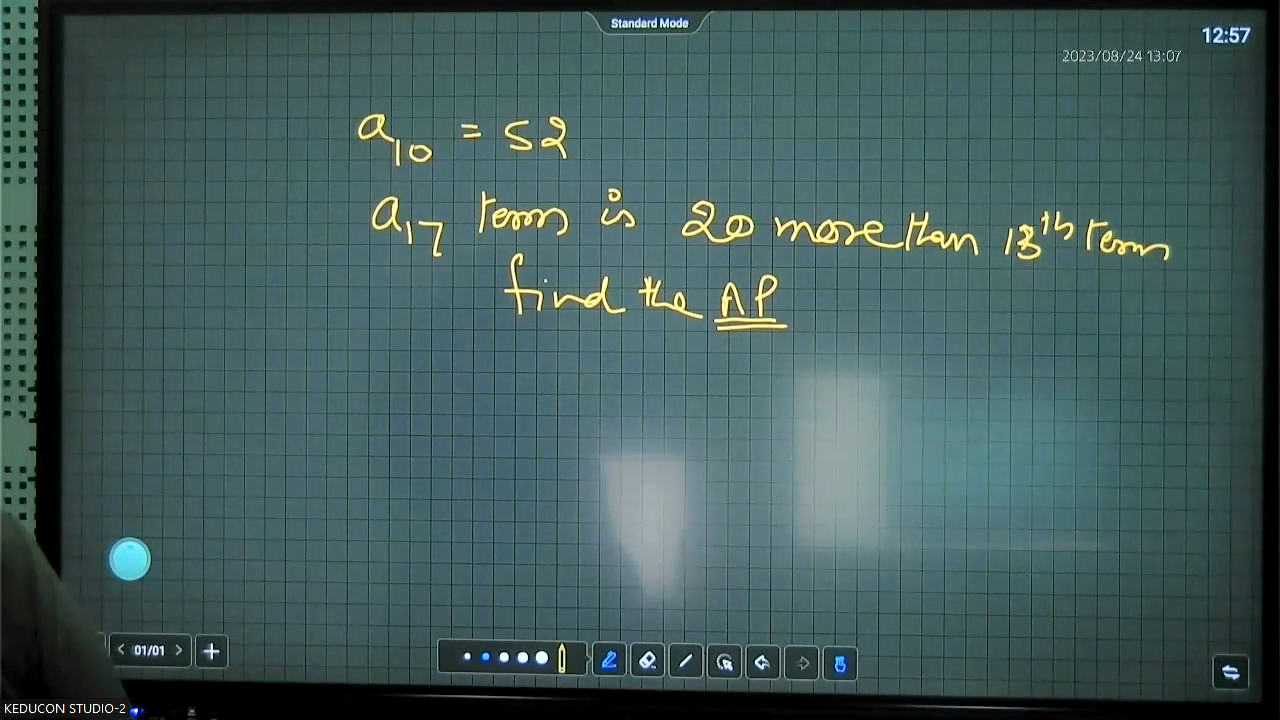 Standard Mode
12:57
2023/08/24 13:07
a₁₀ = 52
a₁₇ term is 20 more than 13th term
find the AP
01/01
KEDUCON STUDIO-2